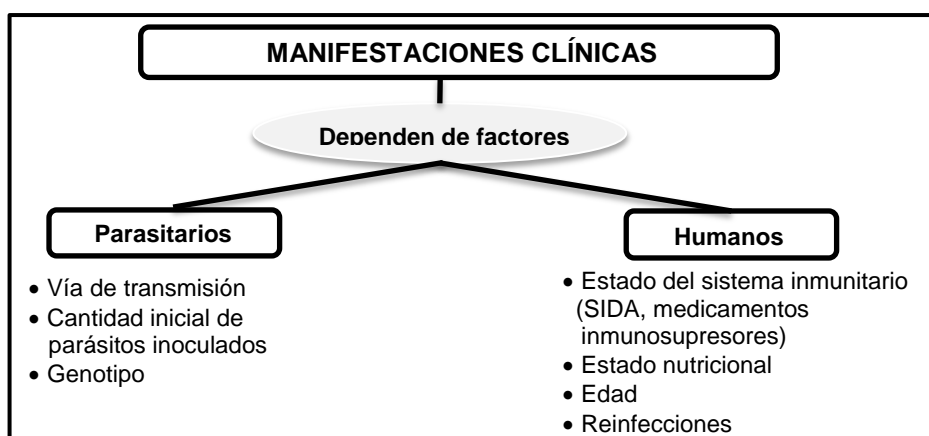 MANIFESTACIONES CLÍNICAS
Dependen de factores
Parasitarios
• Vía de transmisión
• Cantidad inicial de
parásitos inoculados
• Genotipo
Humanos
• Estado del sistema inmunitario
(SIDA, medicamentos
inmunosupresores)
• Estado nutricional
• Edad
• Reinfecciones